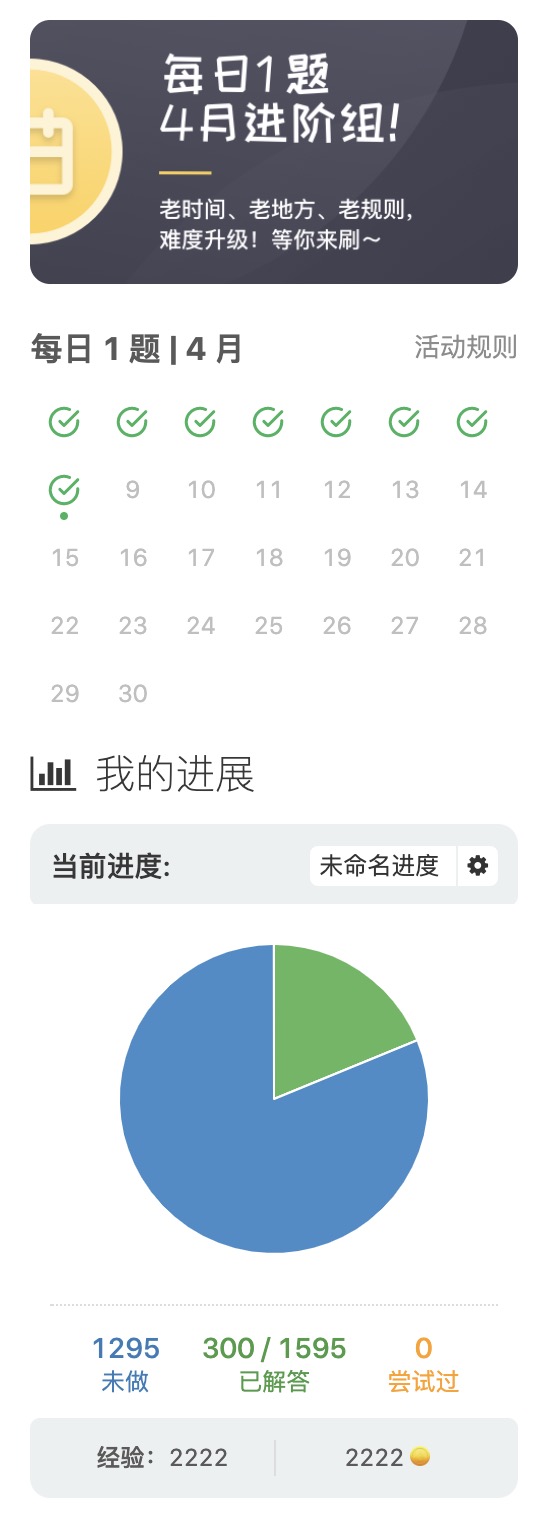 每日1题
4月进阶组!
老时间、老地方、老规则,
难度升级! 等你来刷~
每日 1 题 | 4 月 活动规则
9 10 11 12 13 14
15 16 17 18 19 20 21
22 23 24 25 26 27 28
29 30
我的进展
当前进度: 未命名进度
1295 300 / 1595 0
未做 已解答 尝试过
经验: 2222 2222